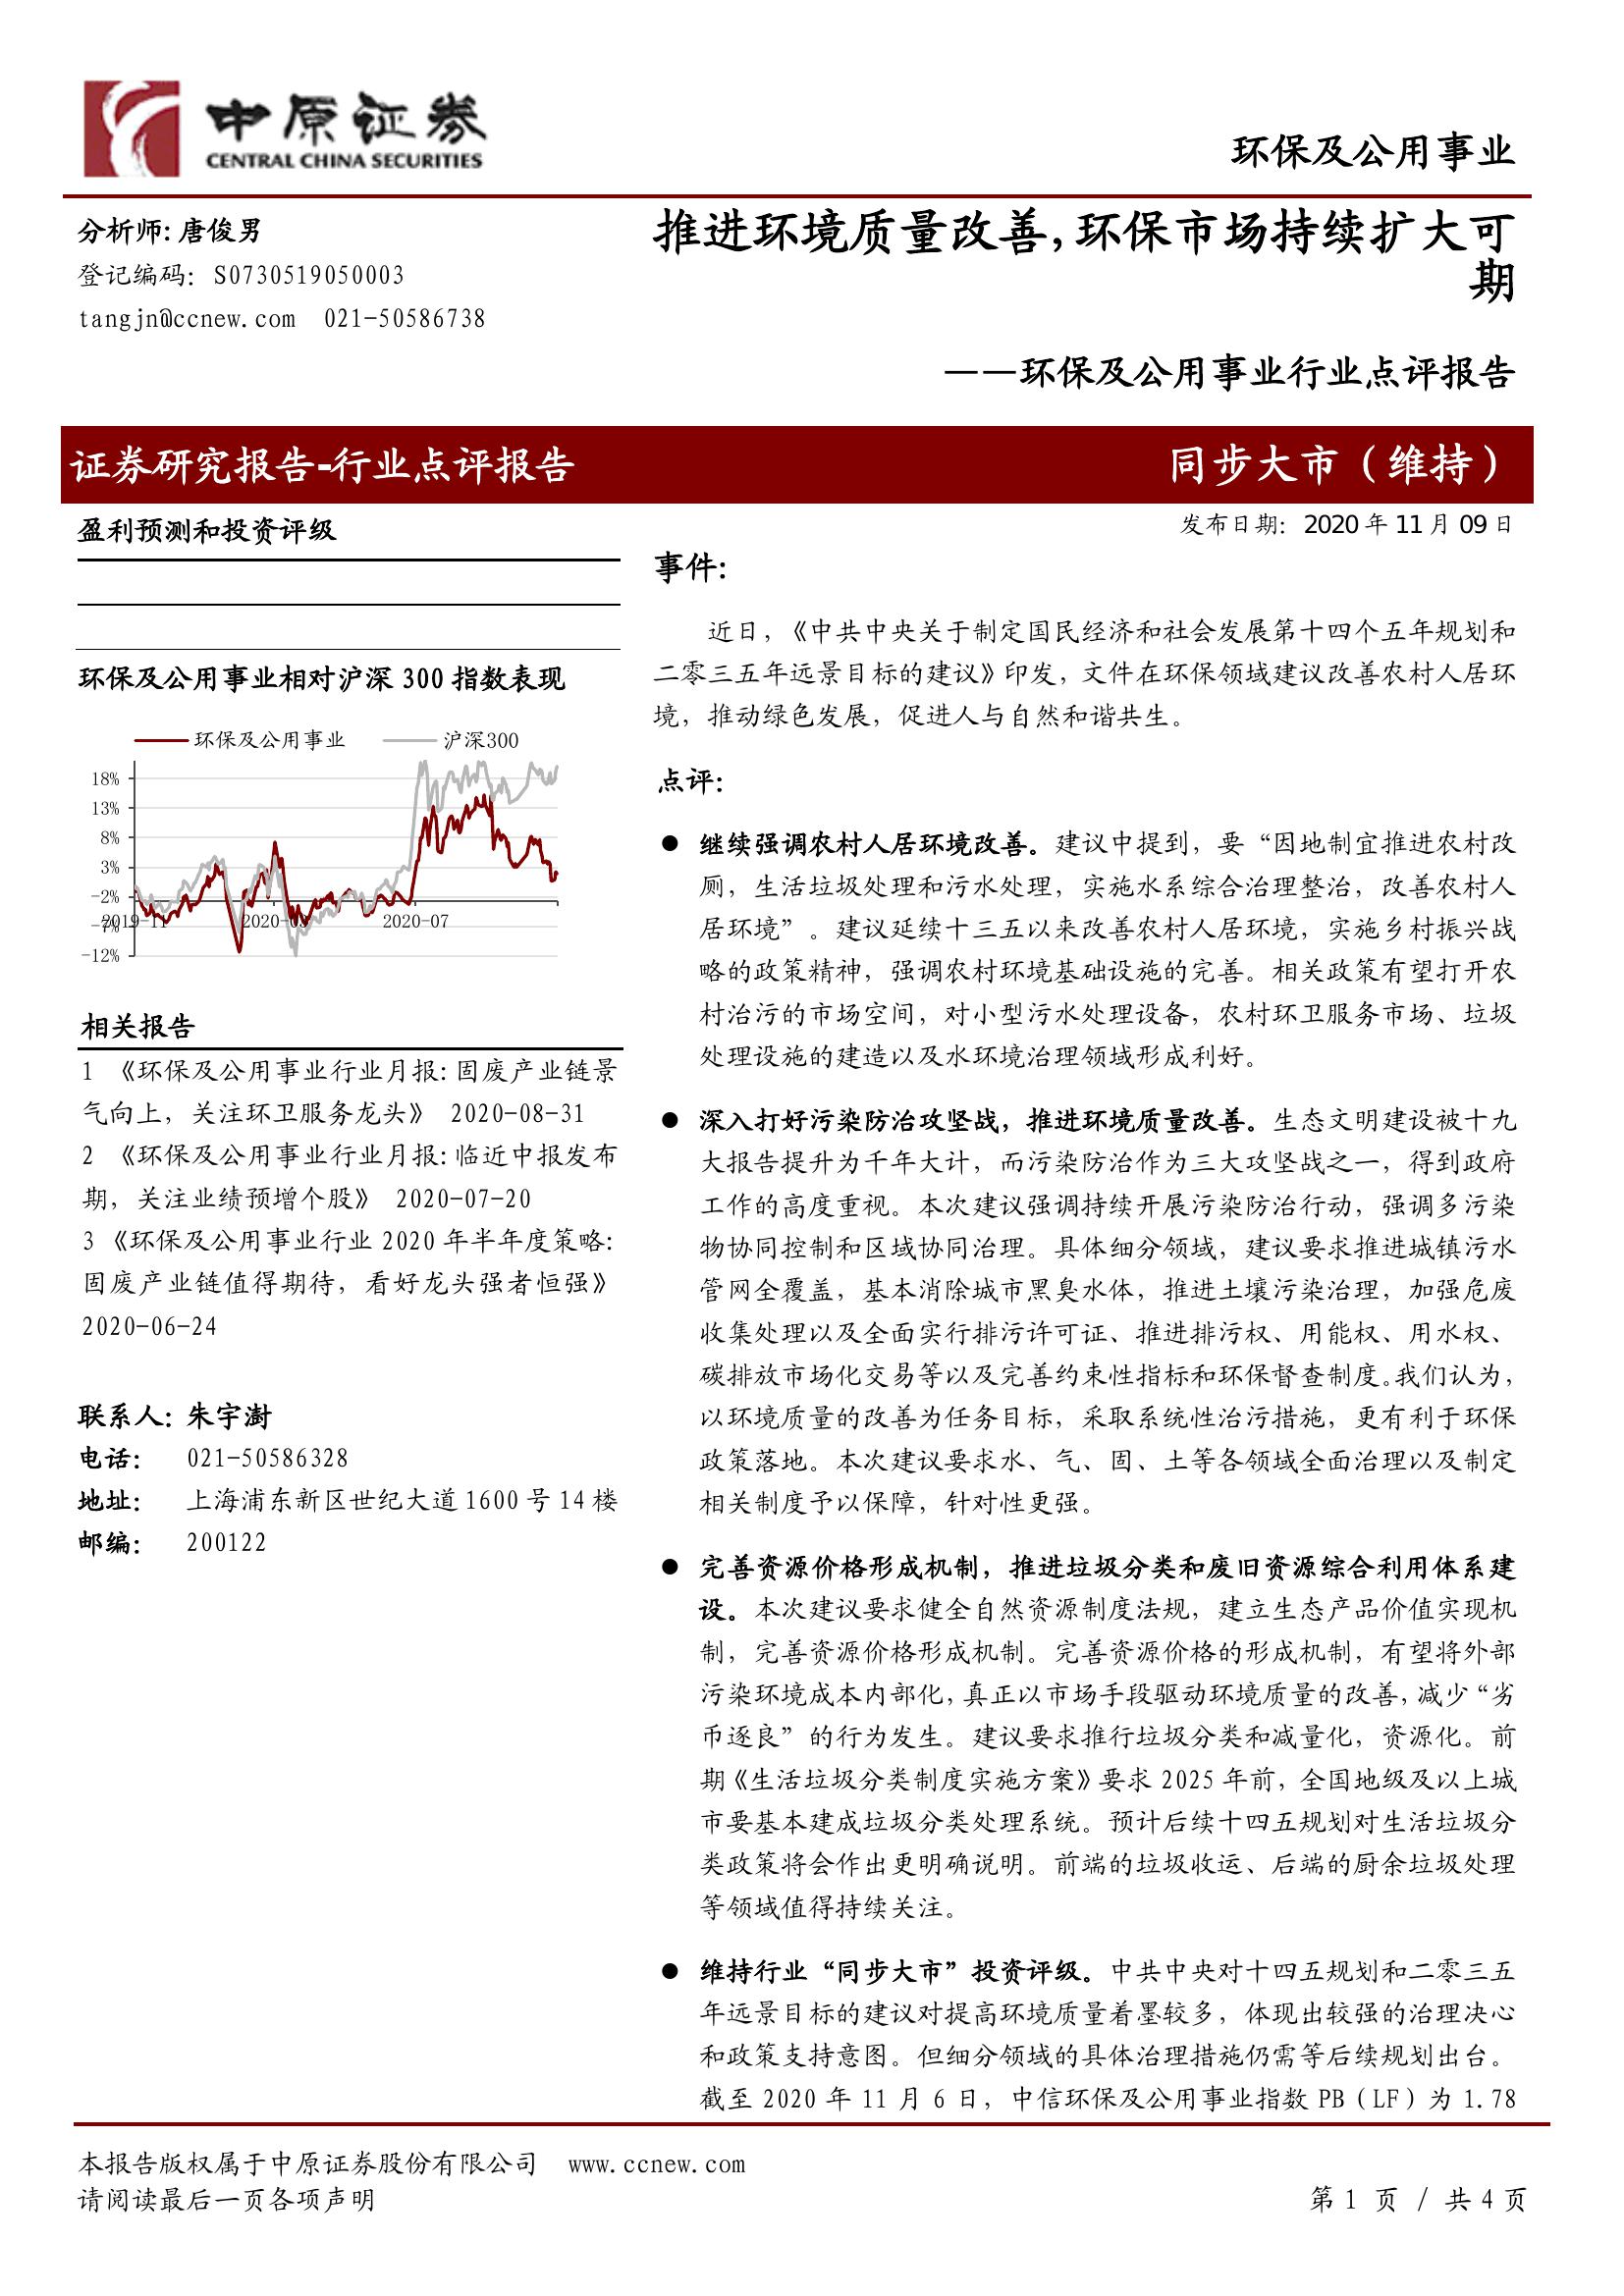 中原证券
CENTRAL CHINA SECURITIES
环保及公用事业
分析师:唐俊男
登记编码：S0730519050003
tangjn@ccnew.com 021-50586738
推进环境质量改善,环保市场持续扩大可
期
——环保及公用事业行业点评报告
证券研究报告-行业点评报告
同步大市（维持）
盈利预测和投资评级
环保及公用事业相对沪深 300 指数表现
环保及公用事业
沪深300
18%
13%
8%
3%
-2%
-7%
-12%
2019-11
2020-03
2020-07
相关报告
1 《环保及公用事业行业月报:固废产业链景
气向上，关注环卫服务龙头》 2020-08-31
2 《环保及公用事业行业月报:临近中报发布
期，关注业绩预增个股》 2020-07-20
3《环保及公用事业行业 2020 年半年度策略:
固废产业链值得期待，看好龙头强者恒强》
2020-06-24
联系人：朱宇澍
电话： 021-50586328
地址： 上海浦东新区世纪大道 1600 号 14 楼
邮编： 200122
发布日期：2020 年 11 月 09 日
事件：
近日，《中共中央关于制定国民经济和社会发展第十四个五年规划和
二零三五年远景目标的建议》印发，文件在环保领域建议改善农村人居环
境，推动绿色发展，促进人与自然和谐共生。
点评：
● 继续强调农村人居环境改善。建议中提到，要“因地制宜推进农村改
厕，生活垃圾处理和污水处理，实施水系综合治理整治，改善农村人
居环境”。建议延续十三五以来改善农村人居环境，实施乡村振兴战
略的政策精神，强调农村环境基础设施的完善。相关政策有望打开农
村治污的市场空间，对小型污水处理设备，农村环卫服务市场、垃圾
处理设施的建造以及水环境治理领域形成利好。
● 深入打好污染防治攻坚战，推进环境质量改善。生态文明建设被十九
大报告提升为千年大计，而污染防治作为三大攻坚战之一，得到政府
工作的高度重视。本次建议强调持续开展污染防治行动，强调多污染
物协同控制和区域协同治理。具体细分领域，建议要求推进城镇污水
管网全覆盖，基本消除城市黑臭水体，推进土壤污染治理，加强危废
收集处理以及全面实行排污许可证、推进排污权、用能权、用水权、
碳排放市场化交易等以及完善约束性指标和环保督查制度。我们认为，
以环境质量的改善为任务目标，采取系统性治污措施，更有利于环保
政策落地。本次建议要求水、气、固、土等各领域全面治理以及制定
相关制度予以保障，针对性更强。
● 完善资源价格形成机制，推进垃圾分类和废旧资源综合利用体系建
设。本次建议要求健全自然资源制度法规，建立生态产品价值实现机
制，完善资源价格形成机制。完善资源价格的形成机制，有望将外部
污染环境成本内部化，真正以市场手段驱动环境质量的改善，减少“劣
币逐良”的行为发生。建议要求推行垃圾分类和减量化，资源化。前
期《生活垃圾分类制度实施方案》要求 2025 年前，全国地级及以上城
市要基本建成垃圾分类处理系统。预计后续十四五规划对生活垃圾分
类政策将会作出更明确说明。前端的垃圾收运、后端的厨余垃圾处理
等领域值得持续关注。
● 维持行业“同步大市”投资评级。中共中央对十四五规划和二零三五
年远景目标的建议对提高环境质量着墨较多，体现出较强的治理决心
和政策支持意图。但细分领域的具体治理措施仍需等后续规划出台。
截至 2020 年 11 月 6 日，中信环保及公用事业指数 PB（LF）为 1.78
本报告版权属于中原证券股份有限公司 www.ccnew.com
请阅读最后一页各项声明
第 1 页 / 共 4 页